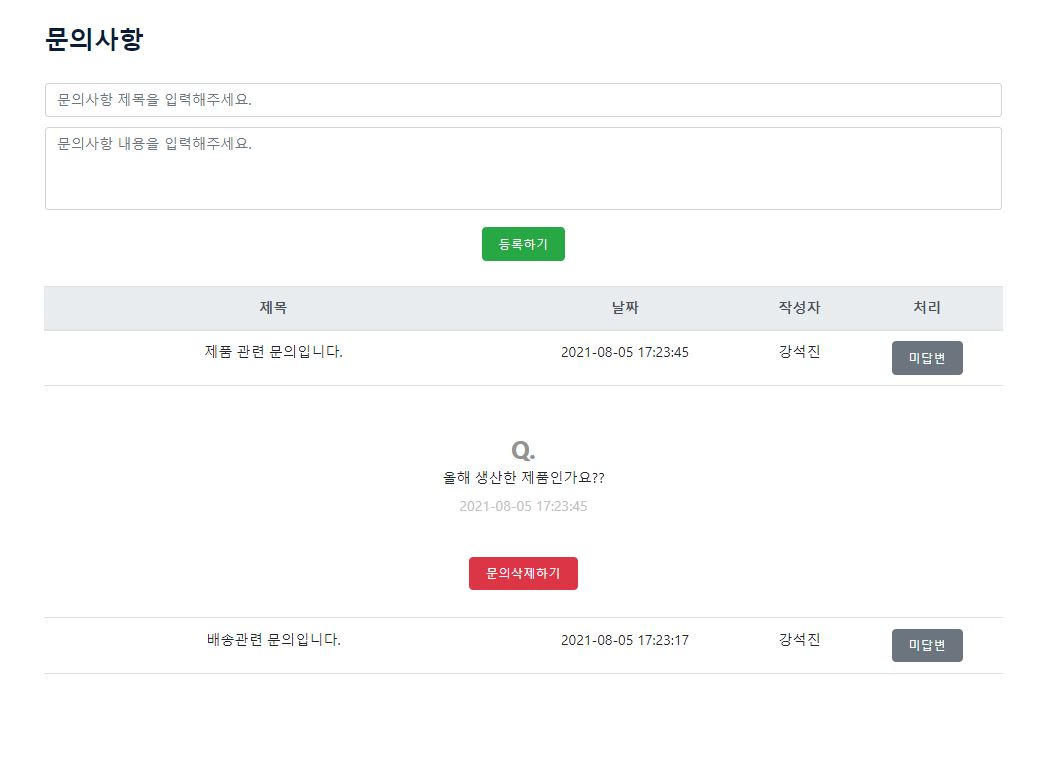 문의사항
문의사항 제목을 입력해주세요.
문의사항 내용을 입력해주세요.
등록하기
제목 날짜 작성자 처리
제품 관련 문의입니다. 2021-08-05 17:23:45 강석진 미답변
Q.
올해 생산한 제품인가요??
2021-08-05 17:23:45
문의삭제하기
배송관련 문의입니다. 2021-08-05 17:23:17 강석진 미답변